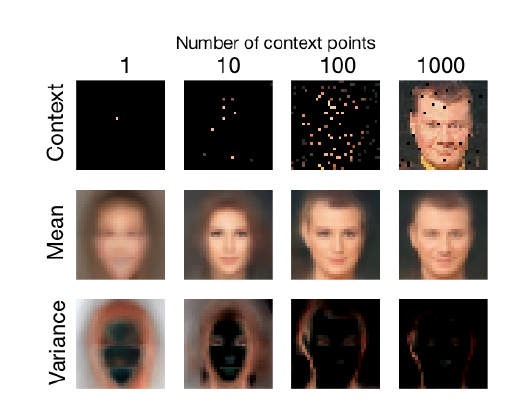 Number of context points
1 10 100 1000
Context
Mean
Variance